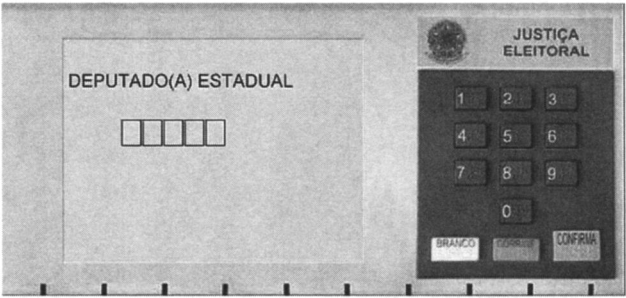 DEPUTADO(A) ESTADUAL
JUSTIÇA
ELEITORAL
1 2 3
4 5 6
7 8 9
0
BRANCO CORRIGE CONFIRMA